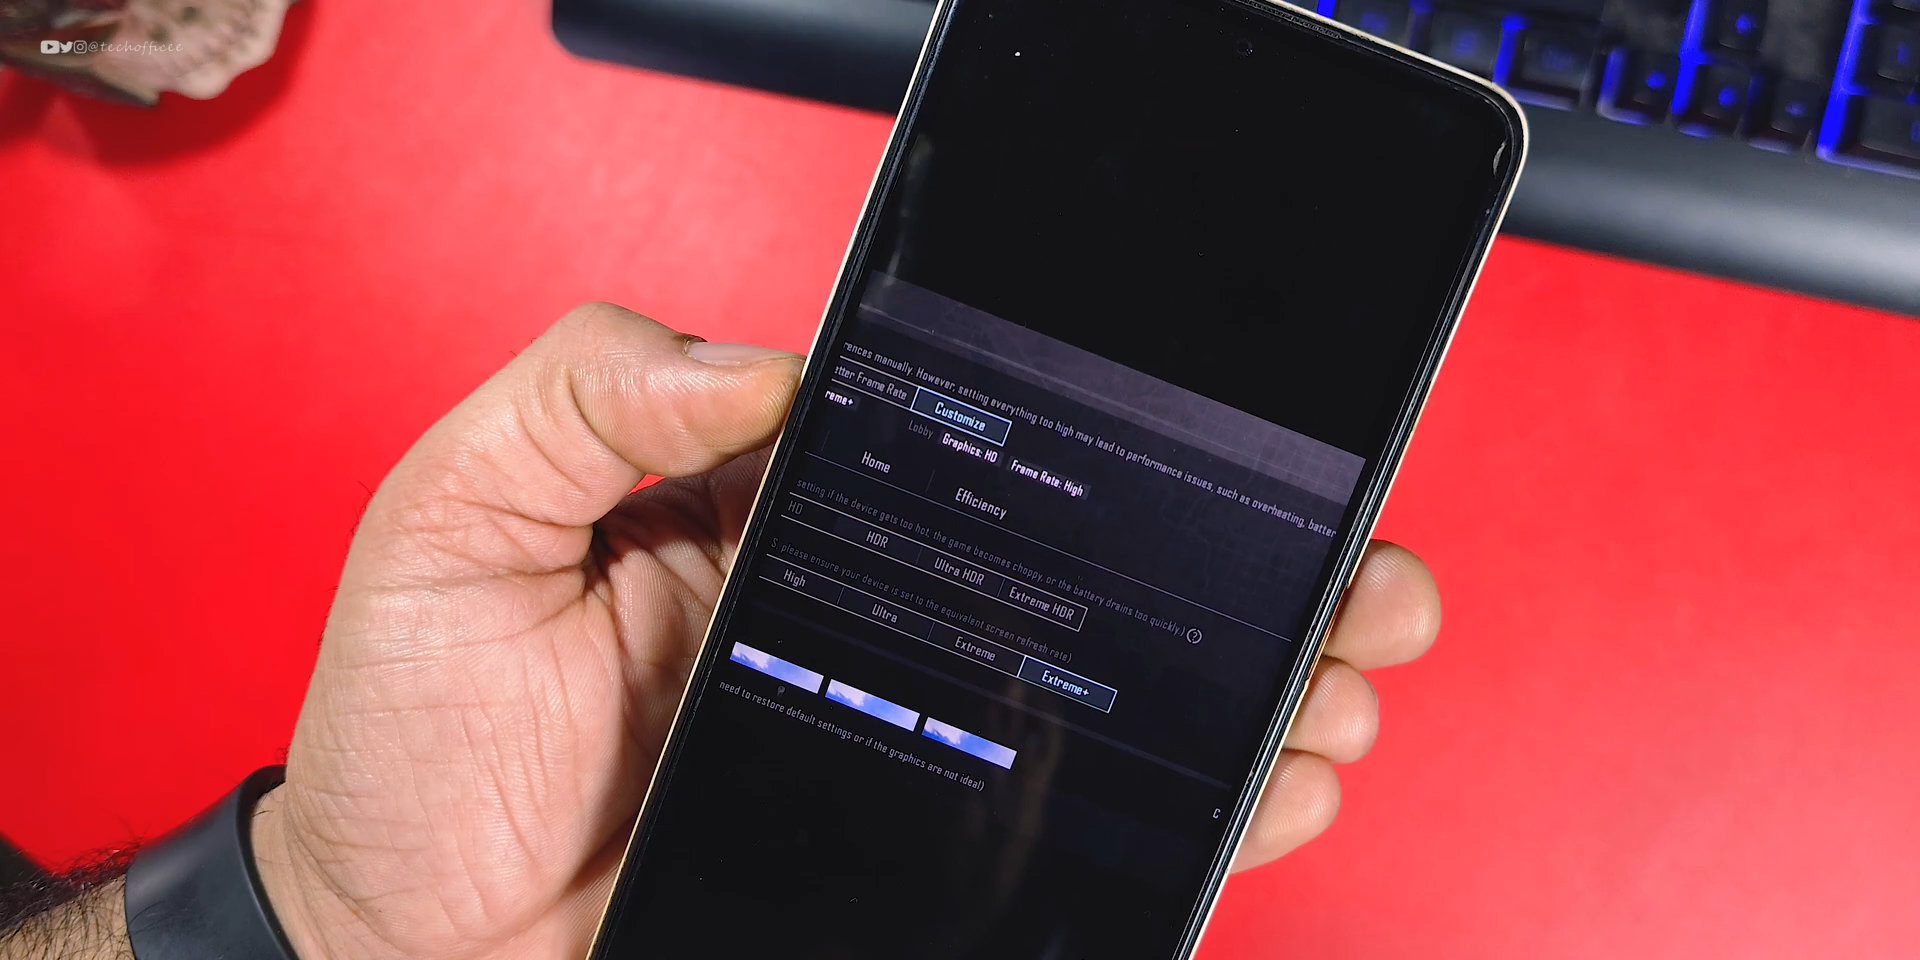 @techofficee
rences manually. However, setting everything too high may lead to performance issues, such as overheating, batter
tter Frame Rate Customize
reme+
Lobby Graphics: HD Frame Rate: High
Home Efficiency
setting if the device gets too hot, the game becomes choppy, or the battery drains too quickly.) ?
HD HDR Ultra HDR Extreme HDR
S, please ensure your device is set to the equivalent screen refresh rate)
High Ultra Extreme Extreme+
need to restore default settings or if the graphics are not ideal)
C